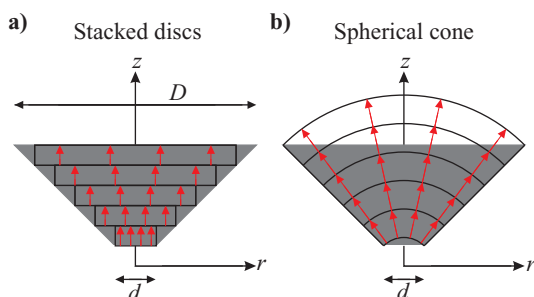 a) Stacked discs
z
D
r
d
b) Spherical cone
z
r
d